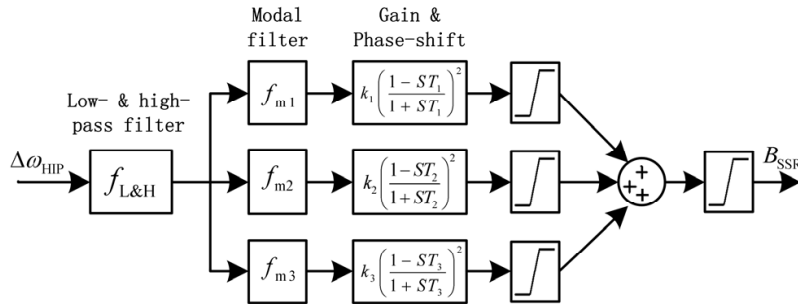 Modal filter
Gain & Phase-shift
Low- & high-pass filter
Δω_HIP
f_L&H
f_m1
k_1((1 - ST_1)/(1 + ST_1))^2
f_m2
k_2((1-ST_2)/(1+ST_2))^2
f_m3
k_3((1 - ST_3)/(1 + ST_3))^2
+ + +
B_SSR